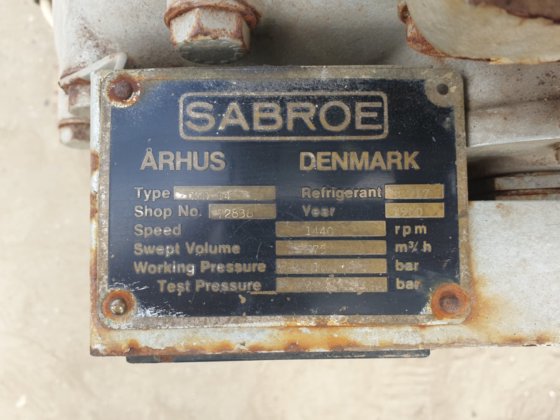 SABROE
ÅRHUS DENMARK
Type Refrigerant
Shop No. Year
Speed 1440 rpm
Swept Volume m³/h
Working Pressure bar
Test Pressure bar